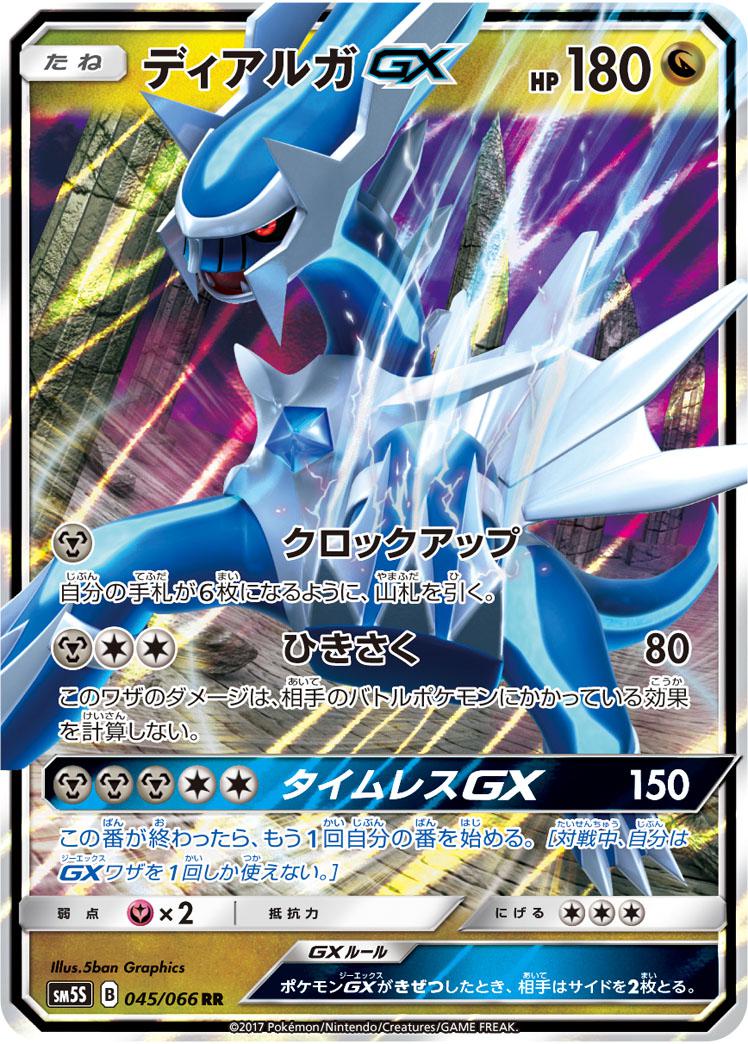 たね ディアルガGX HP 180
クロックアップ
自分の手札が6枚になるように、山札を引く。
ひきさく 80
このワザのダメージは、相手のバトルポケモンにかかっている効果
を計算しない。
タイムレスGX 150
この番が終わったら、もう1回自分の番を始める。[対戦中、自分は
GXワザを1回しか使えない。]
弱点 ×2 抵抗力 にげる
Illus.5ban Graphics
GXルール
ポケモンGXがきぜつしたとき、相手はサイドを2枚とる。
SM5S B 045/066 RR
©2017 Pokémon/Nintendo/Creatures/GAME FREAK.